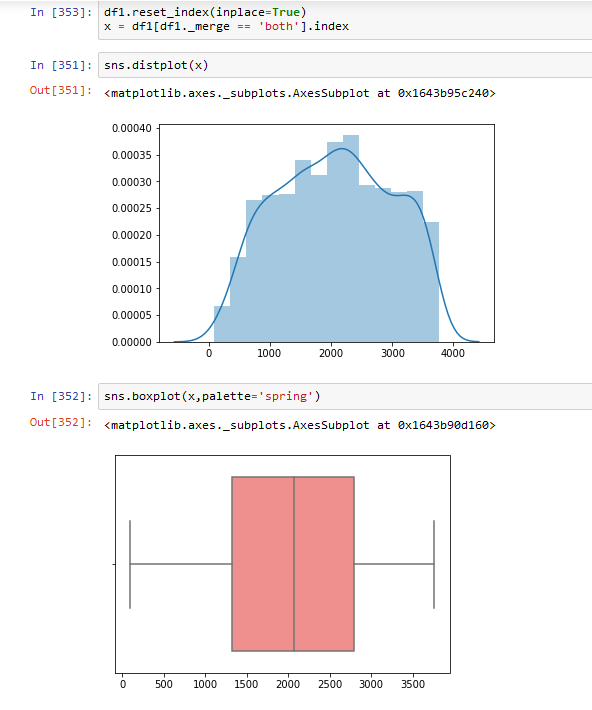 In [353]: df1.reset_index(inplace=True)
x = df1[df1._merge == 'both'].index
In [351]: sns.distplot(x)
Out[351]: <matplotlib.axes._subplots.AxesSubplot at 0x1643b95c240>
0.00040
0.00035
0.00030
0.00025
0.00020
0.00015
0.00010
0.00005
0.00000
0 1000 2000 3000 4000
In [352]: sns.boxplot(x,palette='spring')
Out[352]: <matplotlib.axes._subplots.AxesSubplot at 0x1643b90d160>
0 500 1000 1500 2000 2500 3000 3500